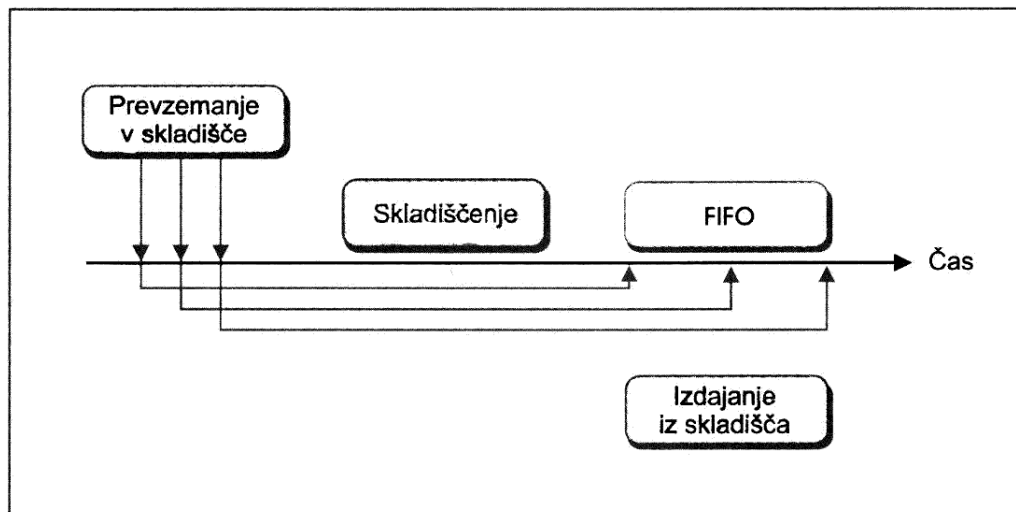 Prevzemanje
v skladišče
Skladiščenje
FIFO
Čas
Izdajanje
iz skladišča